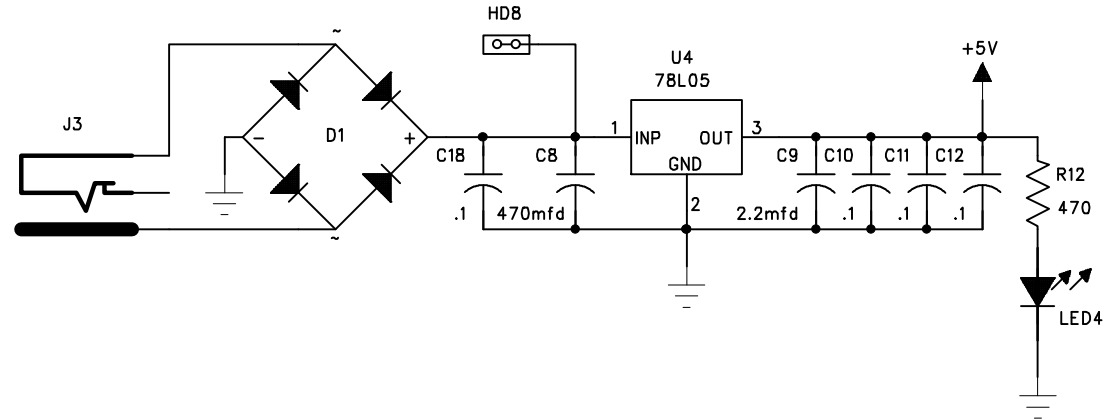 HD8
~
U4
+5V
78L05
J3
- D1 +
1 INP OUT 3
C18 C8 GND C9 C10 C11 C12
R12
2
.1 470mfd 2.2mfd .1 .1 .1 470
~
LED4